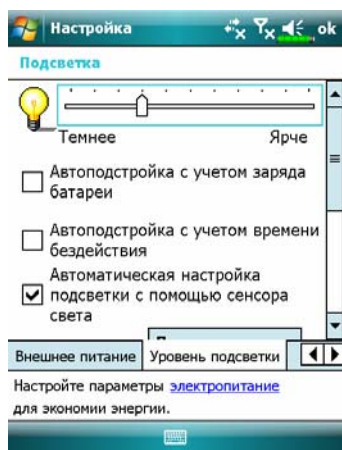 Настройка ok
Подсветка
Темнее Ярче
Автоподстройка с учетом заряда
батареи
Автоподстройка с учетом времени
бездействия
Автоматическая настройка
подсветки с помощью сенсора
света
Внешнее питание Уровень подсветки
Настройте параметры электропитание
для экономии энергии.